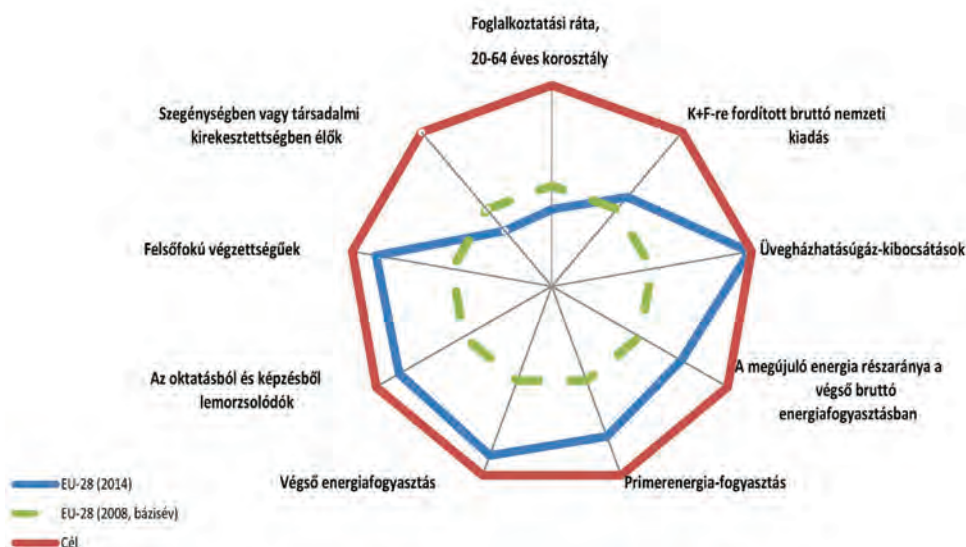 Foglalkoztatási ráta,
20-64 éves korosztály
K+F-re fordított bruttó nemzeti
kiadás
Üvegházhatásúgáz-kibocsátások
A megújuló energia részaránya a
végső bruttó
energiafogyasztásban
Primerenergia-fogyasztás
Végső energiafogyasztás
Az oktatásból és képzésből
lemorzsolódók
Felsőfokú végzettségűek
Szegénységben vagy társadalmi
kirekesztettségben élők
EU-28 (2014)
EU-28 (2008, bázisév)
Cél